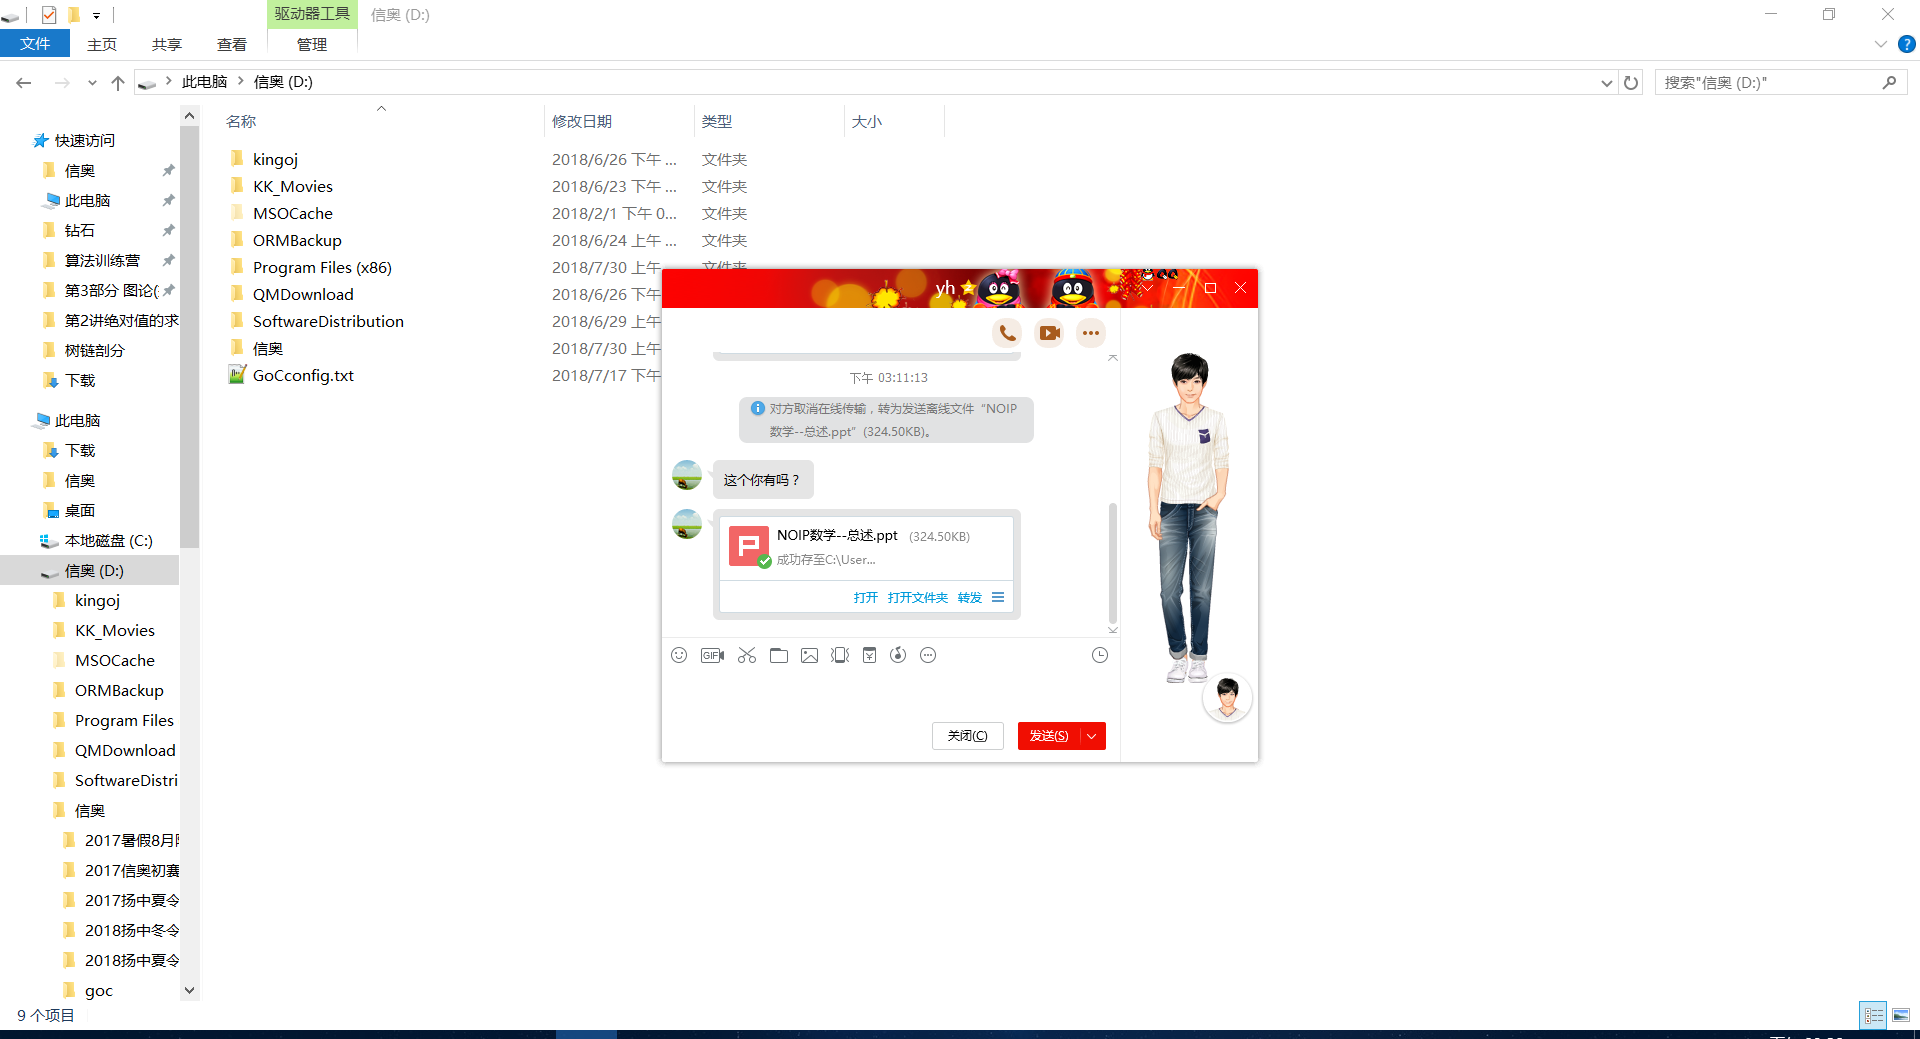 驱动器工具
信奥 (D:)
文件
主页
共享
查看
管理
此电脑
信奥 (D:)
搜索"信奥 (D:)"
名称
修改日期
类型
大小
快速访问
信奥
此电脑
钻石
算法训练营
第3部分 图论(
第2讲绝对值的求
树链剖分
下载
此电脑
下载
信奥
桌面
本地磁盘 (C:)
信奥 (D:)
kingoj
KK_Movies
MSOCache
ORMBackup
Program Files
QMDownload
SoftwareDistri
信奥
2017暑假8月
2017信奥初赛
2017扬中夏令
2018扬中冬令
2018扬中夏令
goc
kingoj 2018/6/26 下午 ... 文件夹
KK_Movies 2018/6/23 下午 ... 文件夹
MSOCache 2018/2/1 下午 0... 文件夹
ORMBackup 2018/6/24 上午 ... 文件夹
Program Files (x86) 2018/7/30 上午 文件夹
QMDownload 2018/6/26 下午
SoftwareDistribution 2018/6/29 上午
信奥 2018/7/30 上午
GoCconfig.txt 2018/7/17 下午
yh
下午 03:11:13
对方取消在线传输，转为发送离线文件“NOIP
数学--总述.ppt”(324.50KB)。
这个你有吗？
NOIP数学--总述.ppt (324.50KB)
成功存至C:\User...
打开 打开文件夹 转发
GIF
关闭(C)
发送(S)
9 个项目